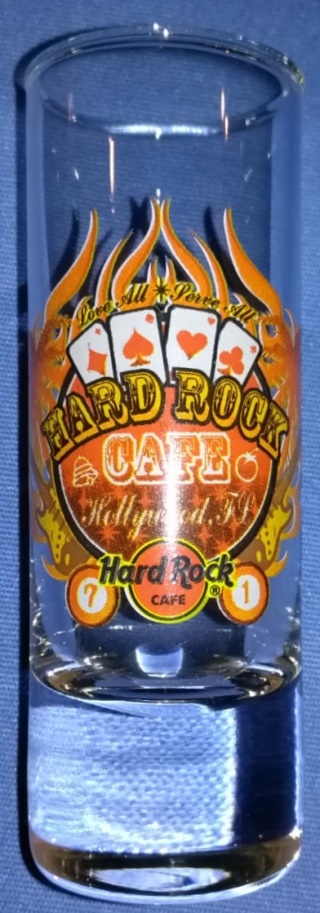 Love All ★ Serve All
HARD ROCK
CAFE
Hollywood, FL
Hard Rock
CAFE ®
7
1